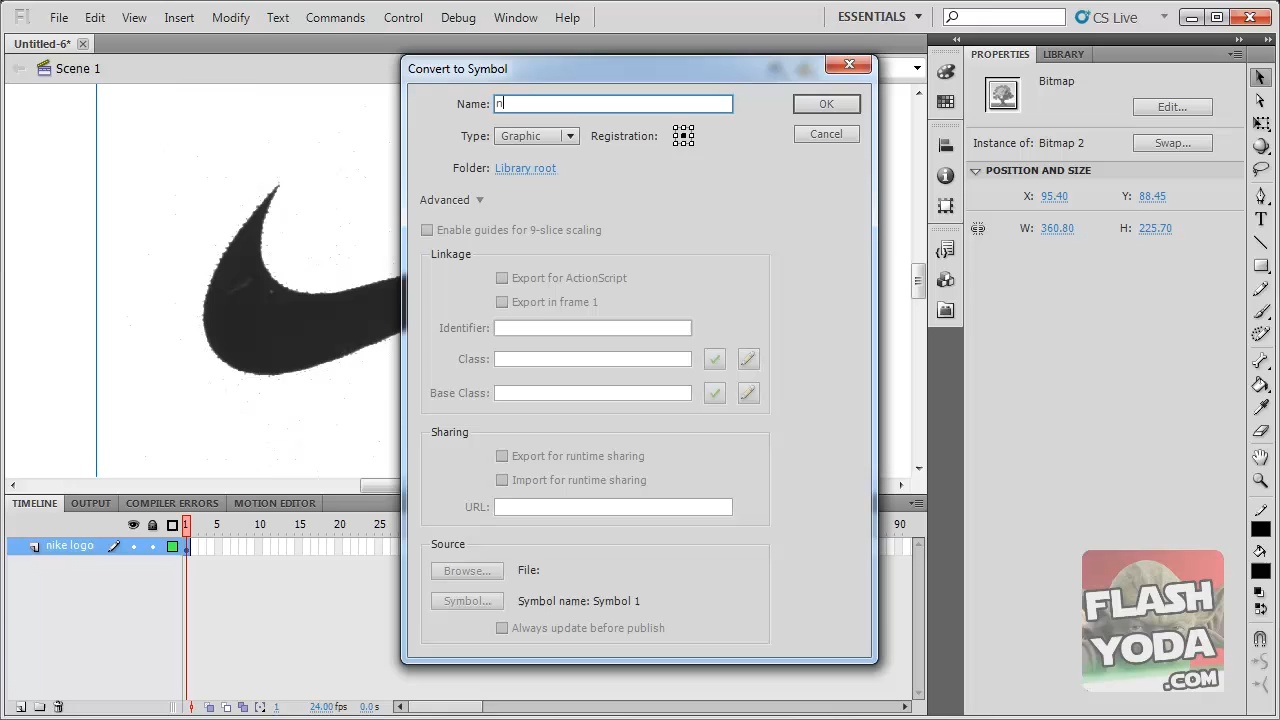 Fl File Edit View Insert Modify Text Commands Control Debug Window Help ESSENTIALS CS Live
Untitled-6*
Scene 1
Convert to Symbol
Name: n
OK
Type: Graphic Registration:
Cancel
Folder: Library root
Advanced
Enable guides for 9-slice scaling
Linkage
Export for ActionScript
Export in frame 1
Identifier:
Class:
Base Class:
Sharing
Export for runtime sharing
Import for runtime sharing
URL:
Source
Browse... File:
Symbol... Symbol name: Symbol 1
Always update before publish
PROPERTIES LIBRARY
Bitmap
Edit...
Instance of: Bitmap 2 Swap...
POSITION AND SIZE
X: 95.40 Y: 88.45
W: 360.80 H: 225.70
TIMELINE OUTPUT COMPILER ERRORS MOTION EDITOR
1 5 10 15 20 25 90
nike logo
1 24.00 fps 0.0 s
FLASH
YODA
.COM